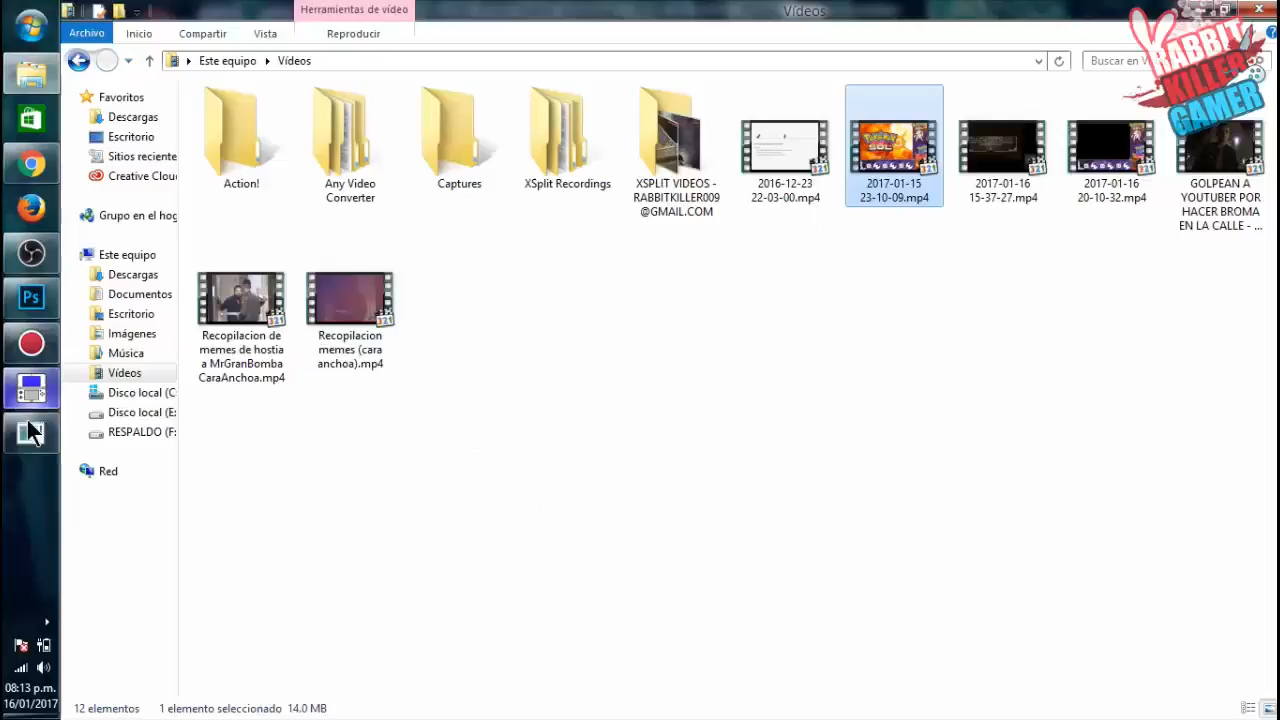 Herramientas de vídeo
Vídeos
Archivo
Inicio
Compartir
Vista
Reproducir
Este equipo
Vídeos
Buscar en V
RABBIT
KILLER
GAMER
Favoritos
Descargas
Escritorio
Sitios reciente
Creative Clou
Grupo en el hog
Este equipo
Descargas
Documentos
Escritorio
Imágenes
Música
Vídeos
Disco local (C:
Disco local (E:
RESPALDO (F:
Red
Action!
Any Video
Converter
Captures
XSplit Recordings
XSPLIT VIDEOS -
RABBITKILLER009
@GMAIL.COM
2016-12-23
22-03-00.mp4
2017-01-15
23-10-09.mp4
2017-01-16
15-37-27.mp4
2017-01-16
20-10-32.mp4
GOLPEAN A
YOUTUBER POR
HACER BROMA
EN LA CALLE - ...
Recopilacion de
memes de hostia
a MrGranBomba
CaraAnchoa.mp4
Recopilacion
memes (cara
anchoa).mp4
Ps
08:13 p.m.
16/01/2017
12 elementos
1 elemento seleccionado 14.0 MB